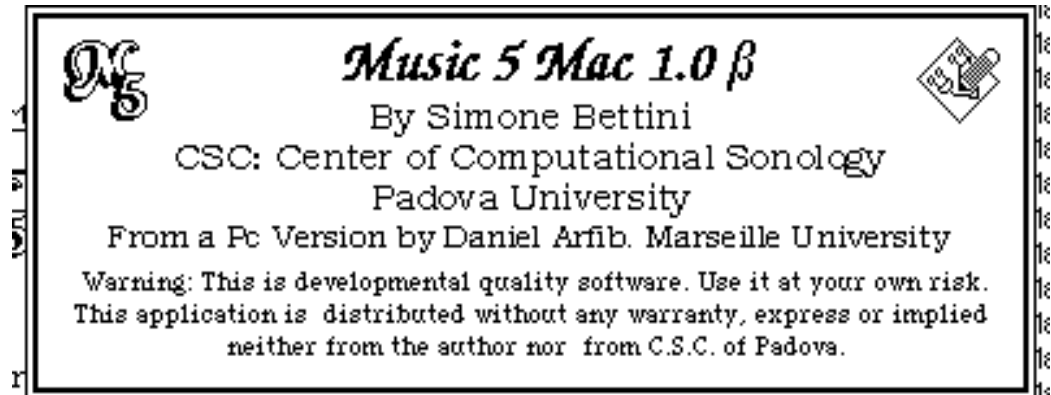 M5
Music 5 Mac 1.0 β
By Simone Bettini
CSC: Center of Computational Sonology
Padova University
From a Pc Version by Daniel Arfib. Marseille University
Warning: This is developmental quality software. Use it at your own risk.
This application is distributed without any warranty, express or implied
neither from the author nor from C.S.C. of Padova.